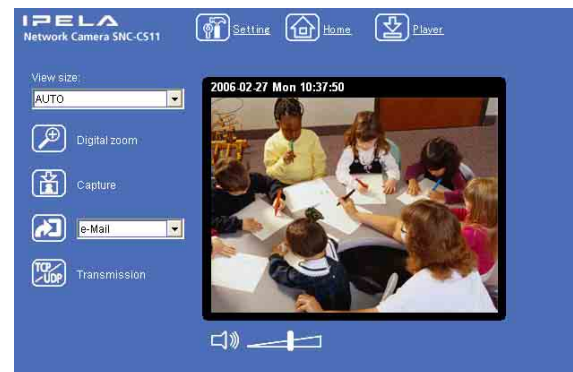 IPELA
Network Camera SNC-CS11
Setting
Home
Player
View size:
AUTO
2006-02-27 Mon 10:37:50
Digital zoom
Capture
e-Mail
TCP/UDP
Transmission